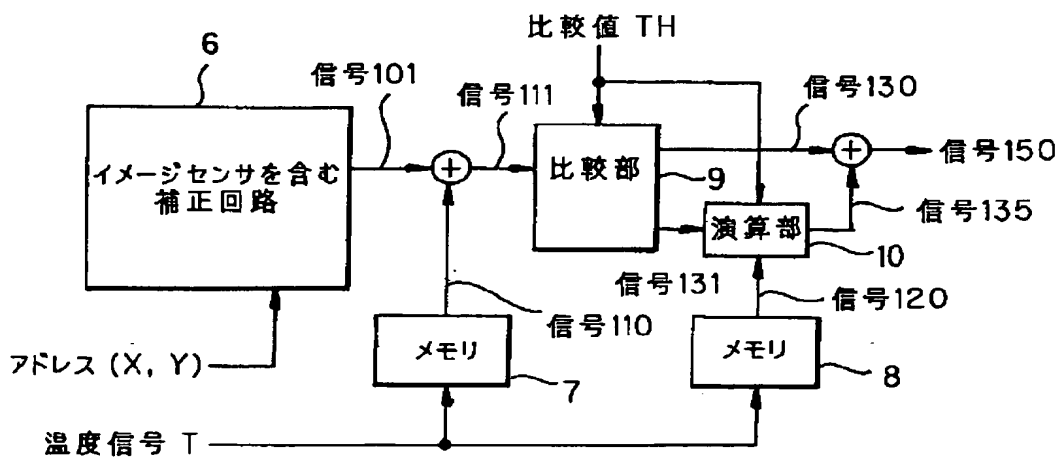 比較値 TH
6
信号101
信号111
信号130
イメージセンサを含む
補正回路
比較部
9
信号150
演算部
信号135
10
信号131
信号120
信号110
アドレス (X, Y)
メモリ
7
メモリ
8
温度信号 T